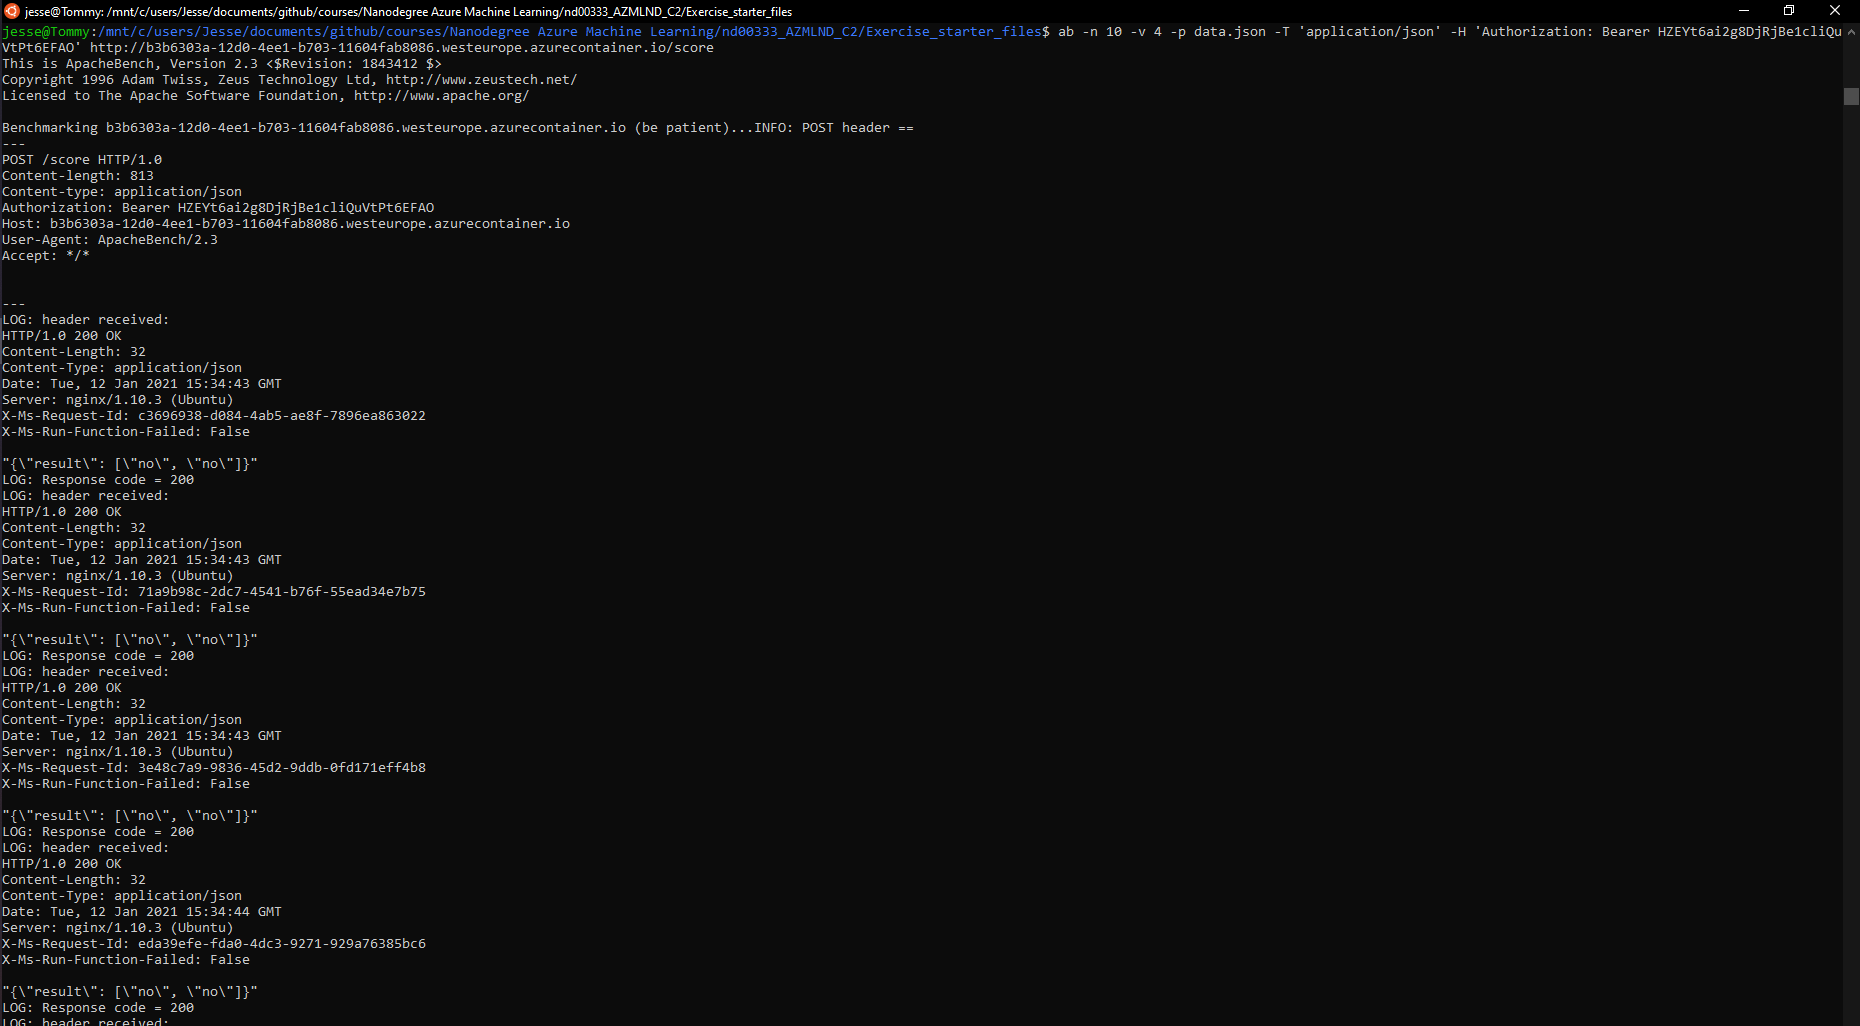 jesse@Tommy: /mnt/c/users/Jesse/documents/github/courses/Nanodegree Azure Machine Learning/nd00333_AZMLND_C2/Exercise_starter_files
jesse@Tommy:/mnt/c/users/Jesse/documents/github/courses/Nanodegree Azure Machine Learning/nd00333_AZMLND_C2/Exercise_starter_files$ ab -n 10 -v 4 -p data.json -T 'application/json' -H 'Authorization: Bearer HZEYt6ai2g8DjRjBe1cliQu
VtPt6EFAO' http://b3b6303a-12d0-4ee1-b703-11604fab8086.westeurope.azurecontainer.io/score
This is ApacheBench, Version 2.3 <$Revision: 1843412 $>
Copyright 1996 Adam Twiss, Zeus Technology Ltd, http://www.zeustech.net/
Licensed to The Apache Software Foundation, http://www.apache.org/
Benchmarking b3b6303a-12d0-4ee1-b703-11604fab8086.westeurope.azurecontainer.io (be patient)...INFO: POST header ==
---
POST /score HTTP/1.0
Content-length: 813
Content-type: application/json
Authorization: Bearer HZEYt6ai2g8DjRjBe1cliQuVtPt6EFAO
Host: b3b6303a-12d0-4ee1-b703-11604fab8086.westeurope.azurecontainer.io
User-Agent: ApacheBench/2.3
Accept: */*
---
LOG: header received:
HTTP/1.0 200 OK
Content-Length: 32
Content-Type: application/json
Date: Tue, 12 Jan 2021 15:34:43 GMT
Server: nginx/1.10.3 (Ubuntu)
X-Ms-Request-Id: c3696938-d084-4ab5-ae8f-7896ea863022
X-Ms-Run-Function-Failed: False
"{\"result\": [\"no\", \"no\"]}"
LOG: Response code = 200
LOG: header received:
HTTP/1.0 200 OK
Content-Length: 32
Content-Type: application/json
Date: Tue, 12 Jan 2021 15:34:43 GMT
Server: nginx/1.10.3 (Ubuntu)
X-Ms-Request-Id: 71a9b98c-2dc7-4541-b76f-55ead34e7b75
X-Ms-Run-Function-Failed: False
"{\"result\": [\"no\", \"no\"]}"
LOG: Response code = 200
LOG: header received:
HTTP/1.0 200 OK
Content-Length: 32
Content-Type: application/json
Date: Tue, 12 Jan 2021 15:34:43 GMT
Server: nginx/1.10.3 (Ubuntu)
X-Ms-Request-Id: 3e48c7a9-9836-45d2-9ddb-0fd171eff4b8
X-Ms-Run-Function-Failed: False
"{\"result\": [\"no\", \"no\"]}"
LOG: Response code = 200
LOG: header received:
HTTP/1.0 200 OK
Content-Length: 32
Content-Type: application/json
Date: Tue, 12 Jan 2021 15:34:44 GMT
Server: nginx/1.10.3 (Ubuntu)
X-Ms-Request-Id: eda39efe-fda0-4dc3-9271-929a76385bc6
X-Ms-Run-Function-Failed: False
"{\"result\": [\"no\", \"no\"]}"
LOG: Response code = 200
LOG: header received: